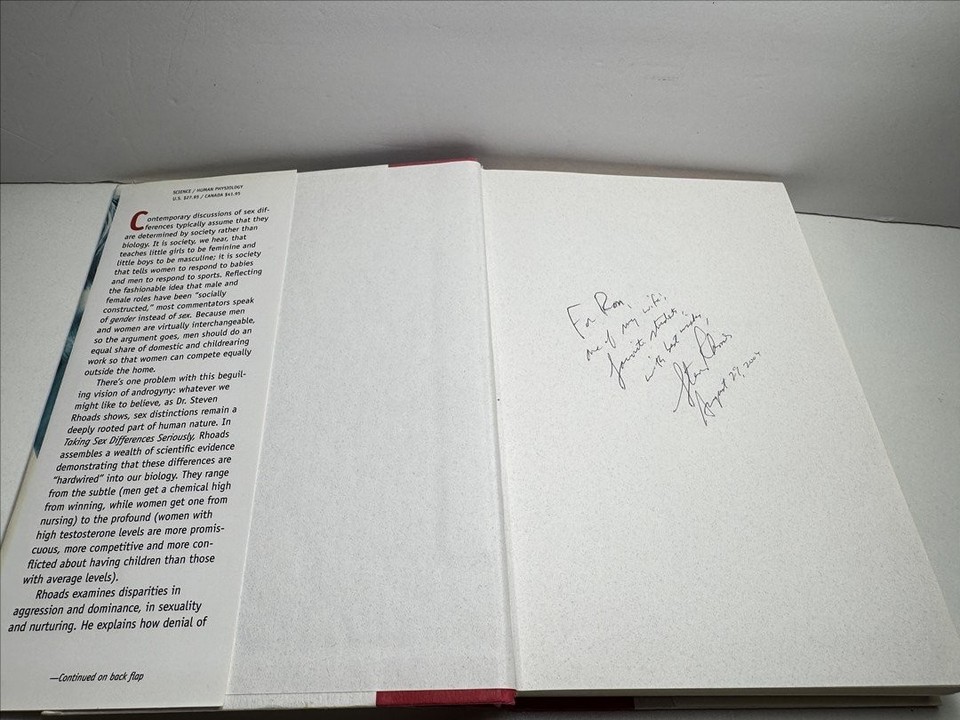 SCIENCE / HUMAN PHYSIOLOGY
U.S. $27.95 / CANADA $41.95
Contemporary discussions of sex dif-
ferences typically assume that they
are determined by society rather than
biology. It is society, we hear, that
teaches little girls to be feminine and
little boys to be masculine; it is society
that tells women to respond to babies
and men to respond to sports. Reflecting
the fashionable idea that male and
female roles have been “socially
constructed,” most commentators speak
of gender instead of sex. Because men
and women are virtually interchangeable,
so the argument goes, men should do an
equal share of domestic and childrearing
work so that women can compete equally
outside the home.
There’s one problem with this beguil-
ing vision of androgyny: whatever we
might like to believe, as Dr. Steven
Rhoads shows, sex distinctions remain a
deeply rooted part of human nature. In
Taking Sex Differences Seriously, Rhoads
assembles a wealth of scientific evidence
demonstrating that these differences are
“hardwired” into our biology. They range
from the subtle (men get a chemical high
from winning, while women get one from
nursing) to the profound (women with
high testosterone levels are more promis-
cuous, more competitive and more con-
flicted about having children than those
with average levels).
Rhoads examines disparities in
aggression and dominance, in sexuality
and nurturing. He explains how denial of
—Continued on back flap
For Ron,
one of my wife's
favorite students,
with best wishes,
Steve Rhoads
August 29, 2004